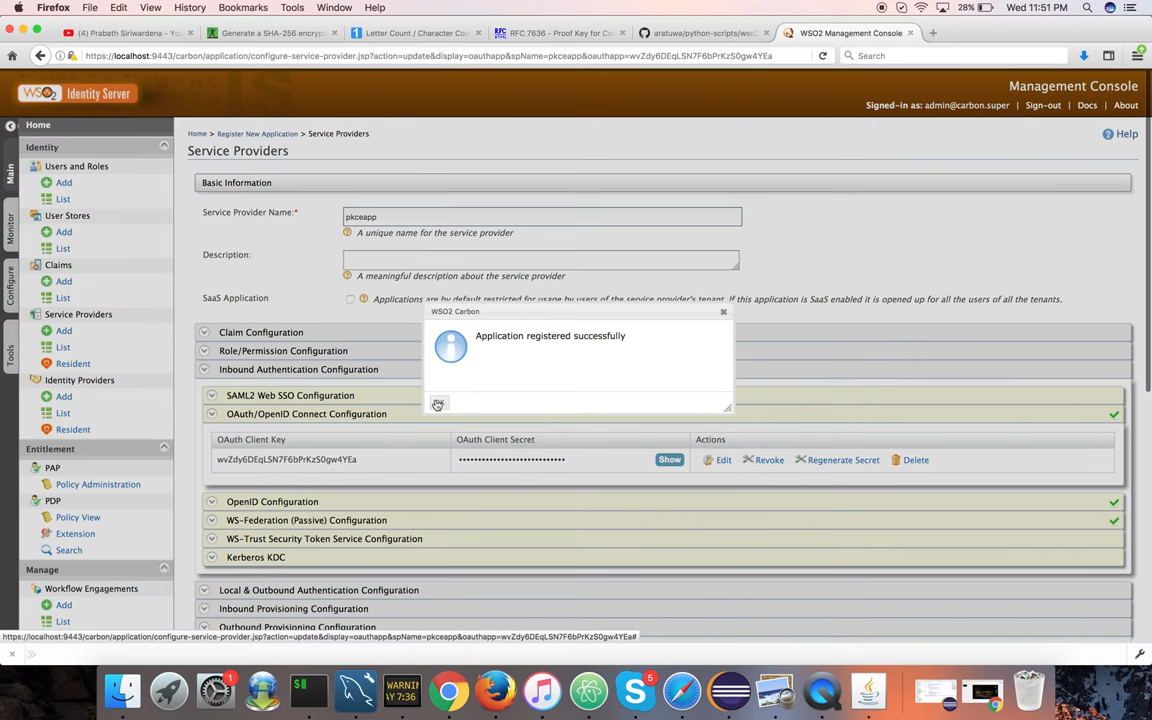 Firefox File Edit View History Bookmarks Tools Window Help
28% Wed 11:51 PM
(4) Prabath Siriwardena - You
Generate a SHA-256 encrypt
Letter Count / Character Cou
RFC 7636 - Proof Key for Co
aratuwa/python-scripts/wso
WSO2 Management Console
https://localhost:9443/carbon/application/configure-service-provider.jsp?action=update&display=oauthapp&spName=pkceapp&oauthapp=wvZdy6DEqLSN7F6bPrKzS0gw4YEa
Search
WSO2 Identity Server
Management Console
Signed-in as: admin@carbon.super | Sign-out | Docs | About
Main
Monitor
Configure
Tools
Home
Identity
Users and Roles
Add
List
User Stores
Add
List
Claims
Add
List
Service Providers
Add
List
Resident
Identity Providers
Add
List
Resident
Entitlement
PAP
Policy Administration
PDP
Policy View
Extension
Search
Manage
Workflow Engagements
Add
List
Home > Register New Application > Service Providers
Help
Service Providers
Basic Information
Service Provider Name:*
pkceapp
A unique name for the service provider
Description:
A meaningful description about the service provider
SaaS Application
Applications are by default restricted for usage by users of the service provider's tenant. If this application is SaaS enabled it is opened up for all the users of all the tenants.
WSO2 Carbon
Application registered successfully
Claim Configuration
Role/Permission Configuration
Inbound Authentication Configuration
SAML2 Web SSO Configuration
OAuth/OpenID Connect Configuration
OAuth Client Key
OAuth Client Secret
Actions
wvZdy6DEqLSN7F6bPrKzS0gw4YEa
Show
Edit
Revoke
Regenerate Secret
Delete
OpenID Configuration
WS-Federation (Passive) Configuration
WS-Trust Security Token Service Configuration
Kerberos KDC
Local & Outbound Authentication Configuration
Inbound Provisioning Configuration
Outbound Provisioning Configuration
https://localhost:9443/carbon/application/configure-service-provider.jsp?action=update&display=oauthapp&spName=pkceapp&oauthapp=wvZdy6DEqLSN7F6bPrKzS0gw4YEa#
1
WARNIN
AY 7:36
5